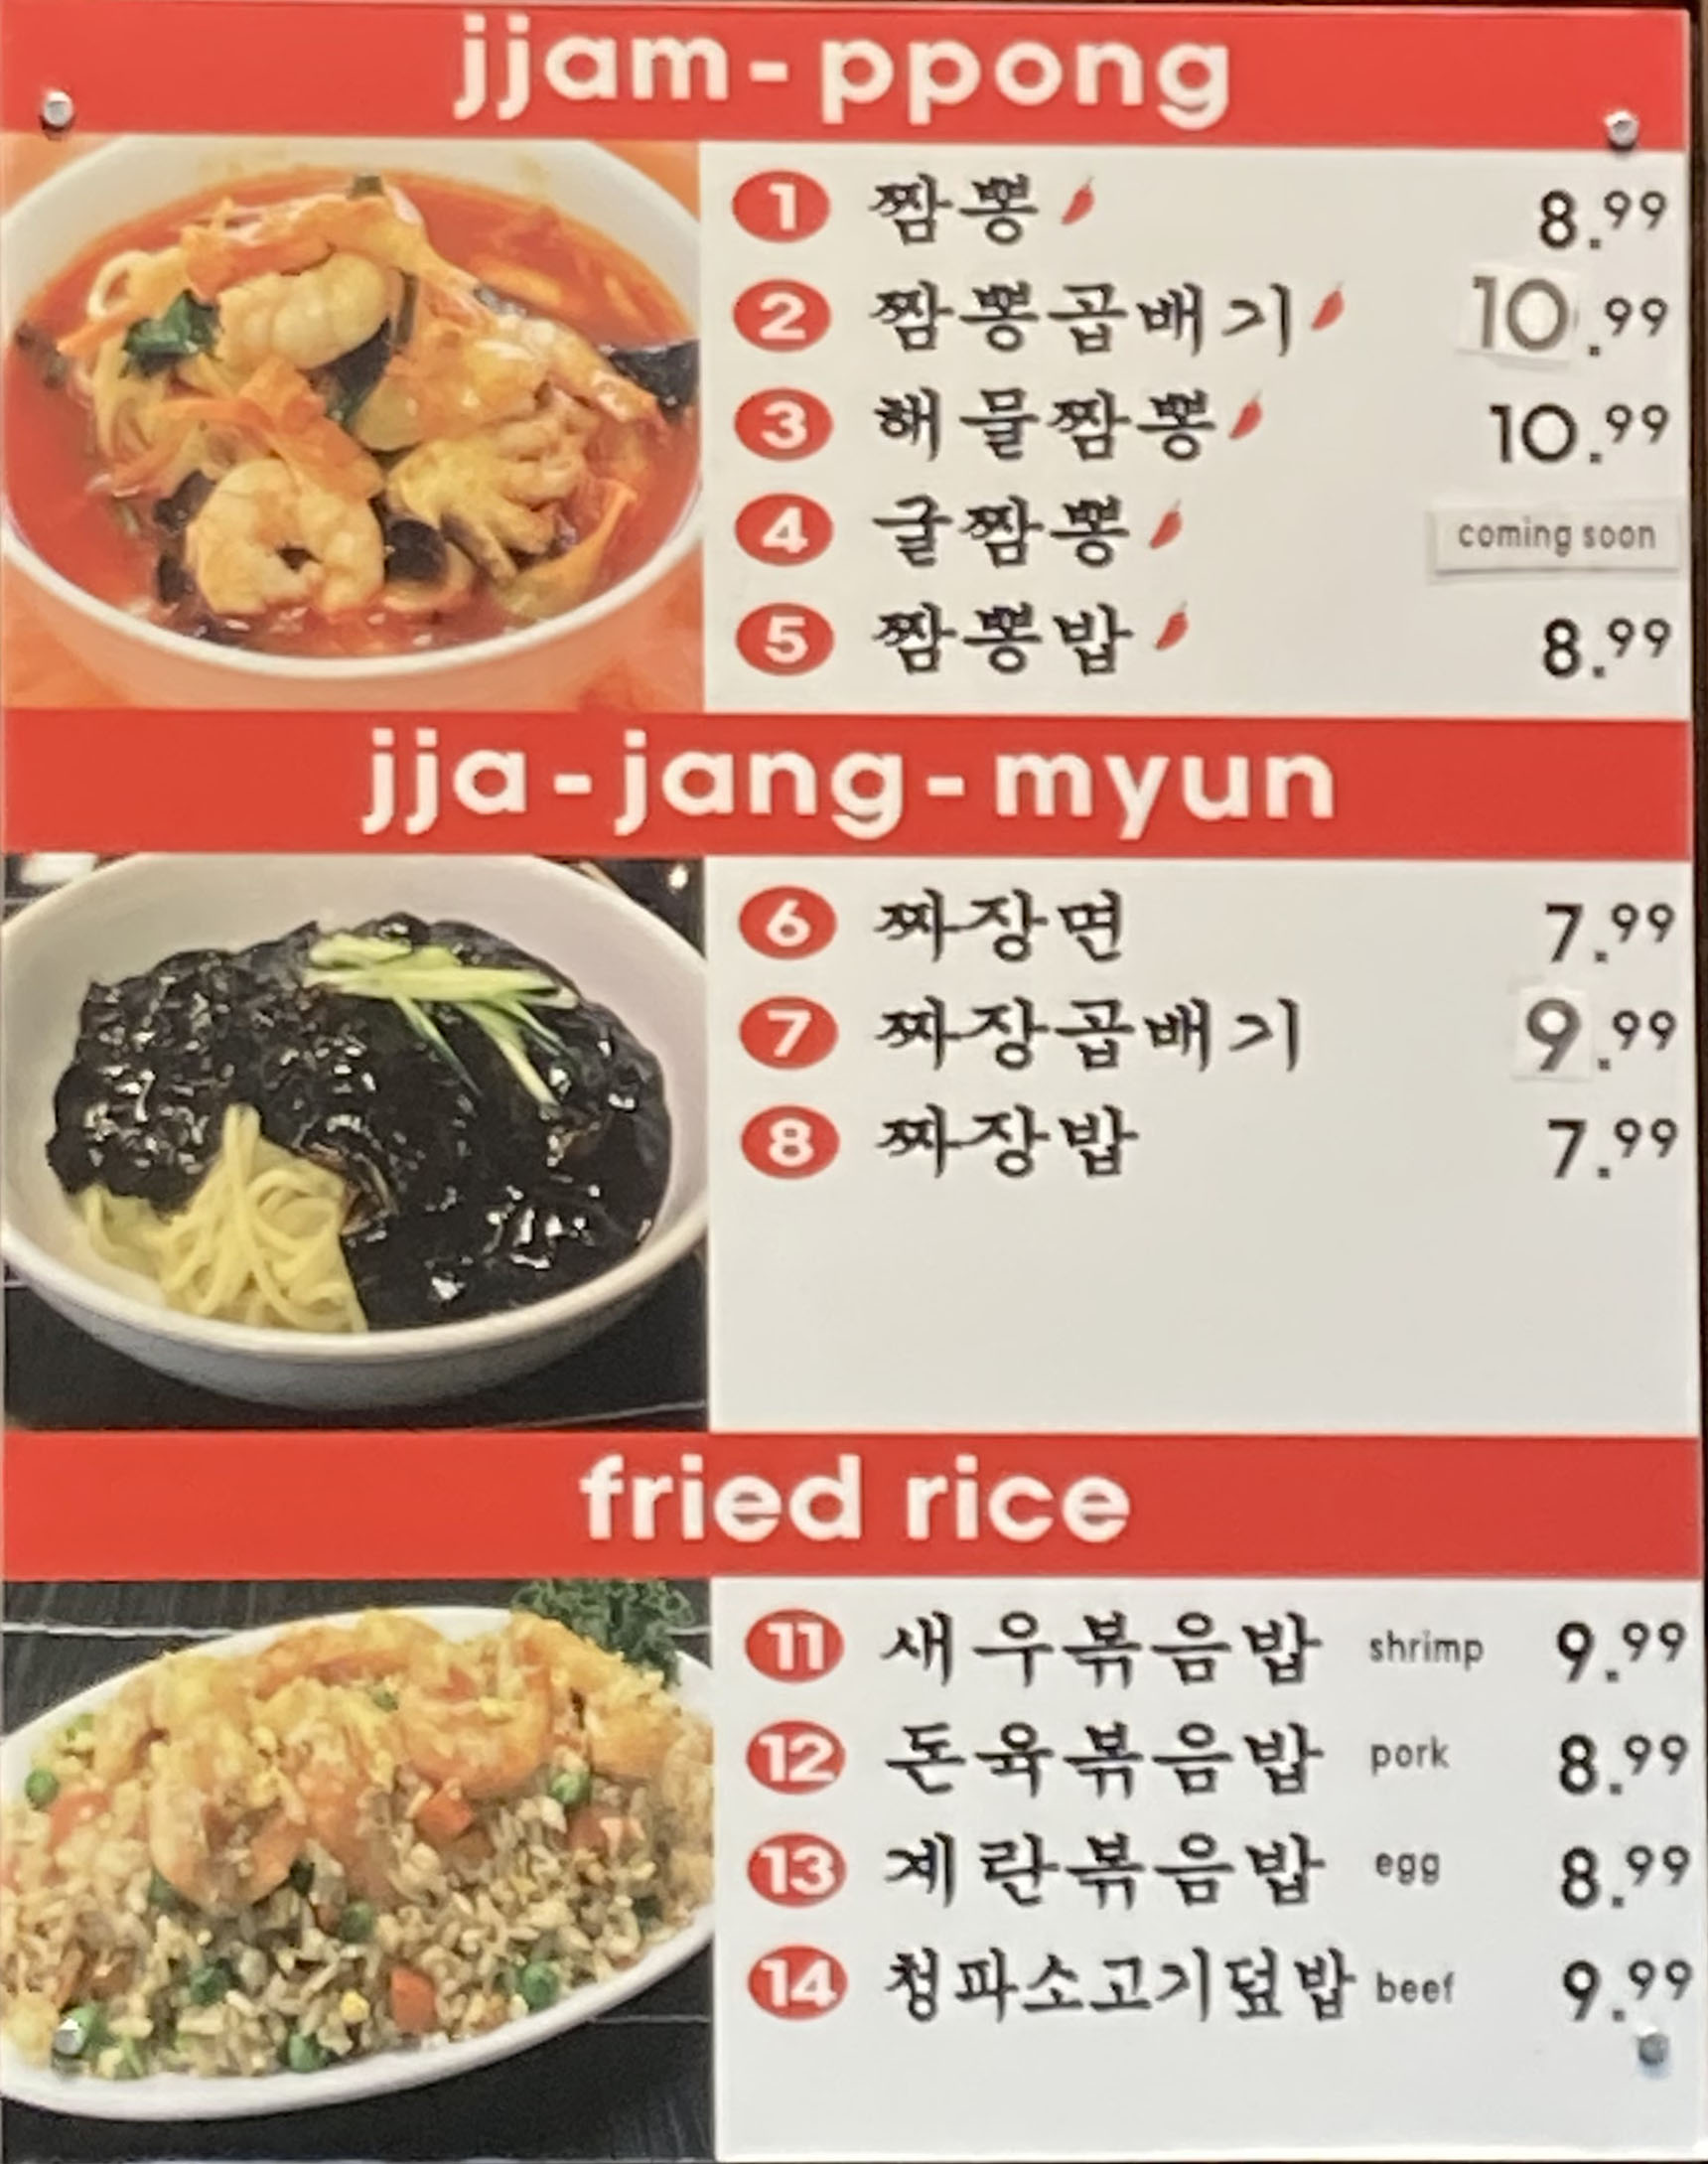 jjam-ppong
1 짬뽕 8.99
2 짬뽕곱배기 10.99
3 해물짬뽕 10.99
4 굴짬뽕 coming soon
5 짬뽕밥 8.99
jja-jang-myun
6 짜장면 7.99
7 짜장곱배기 9.99
8 짜장밥 7.99
fried rice
11 새우볶음밥 shrimp 9.99
12 돈육볶음밥 pork 8.99
13 계란볶음밥 egg 8.99
14 청파소고기덮밥 beef 9.99